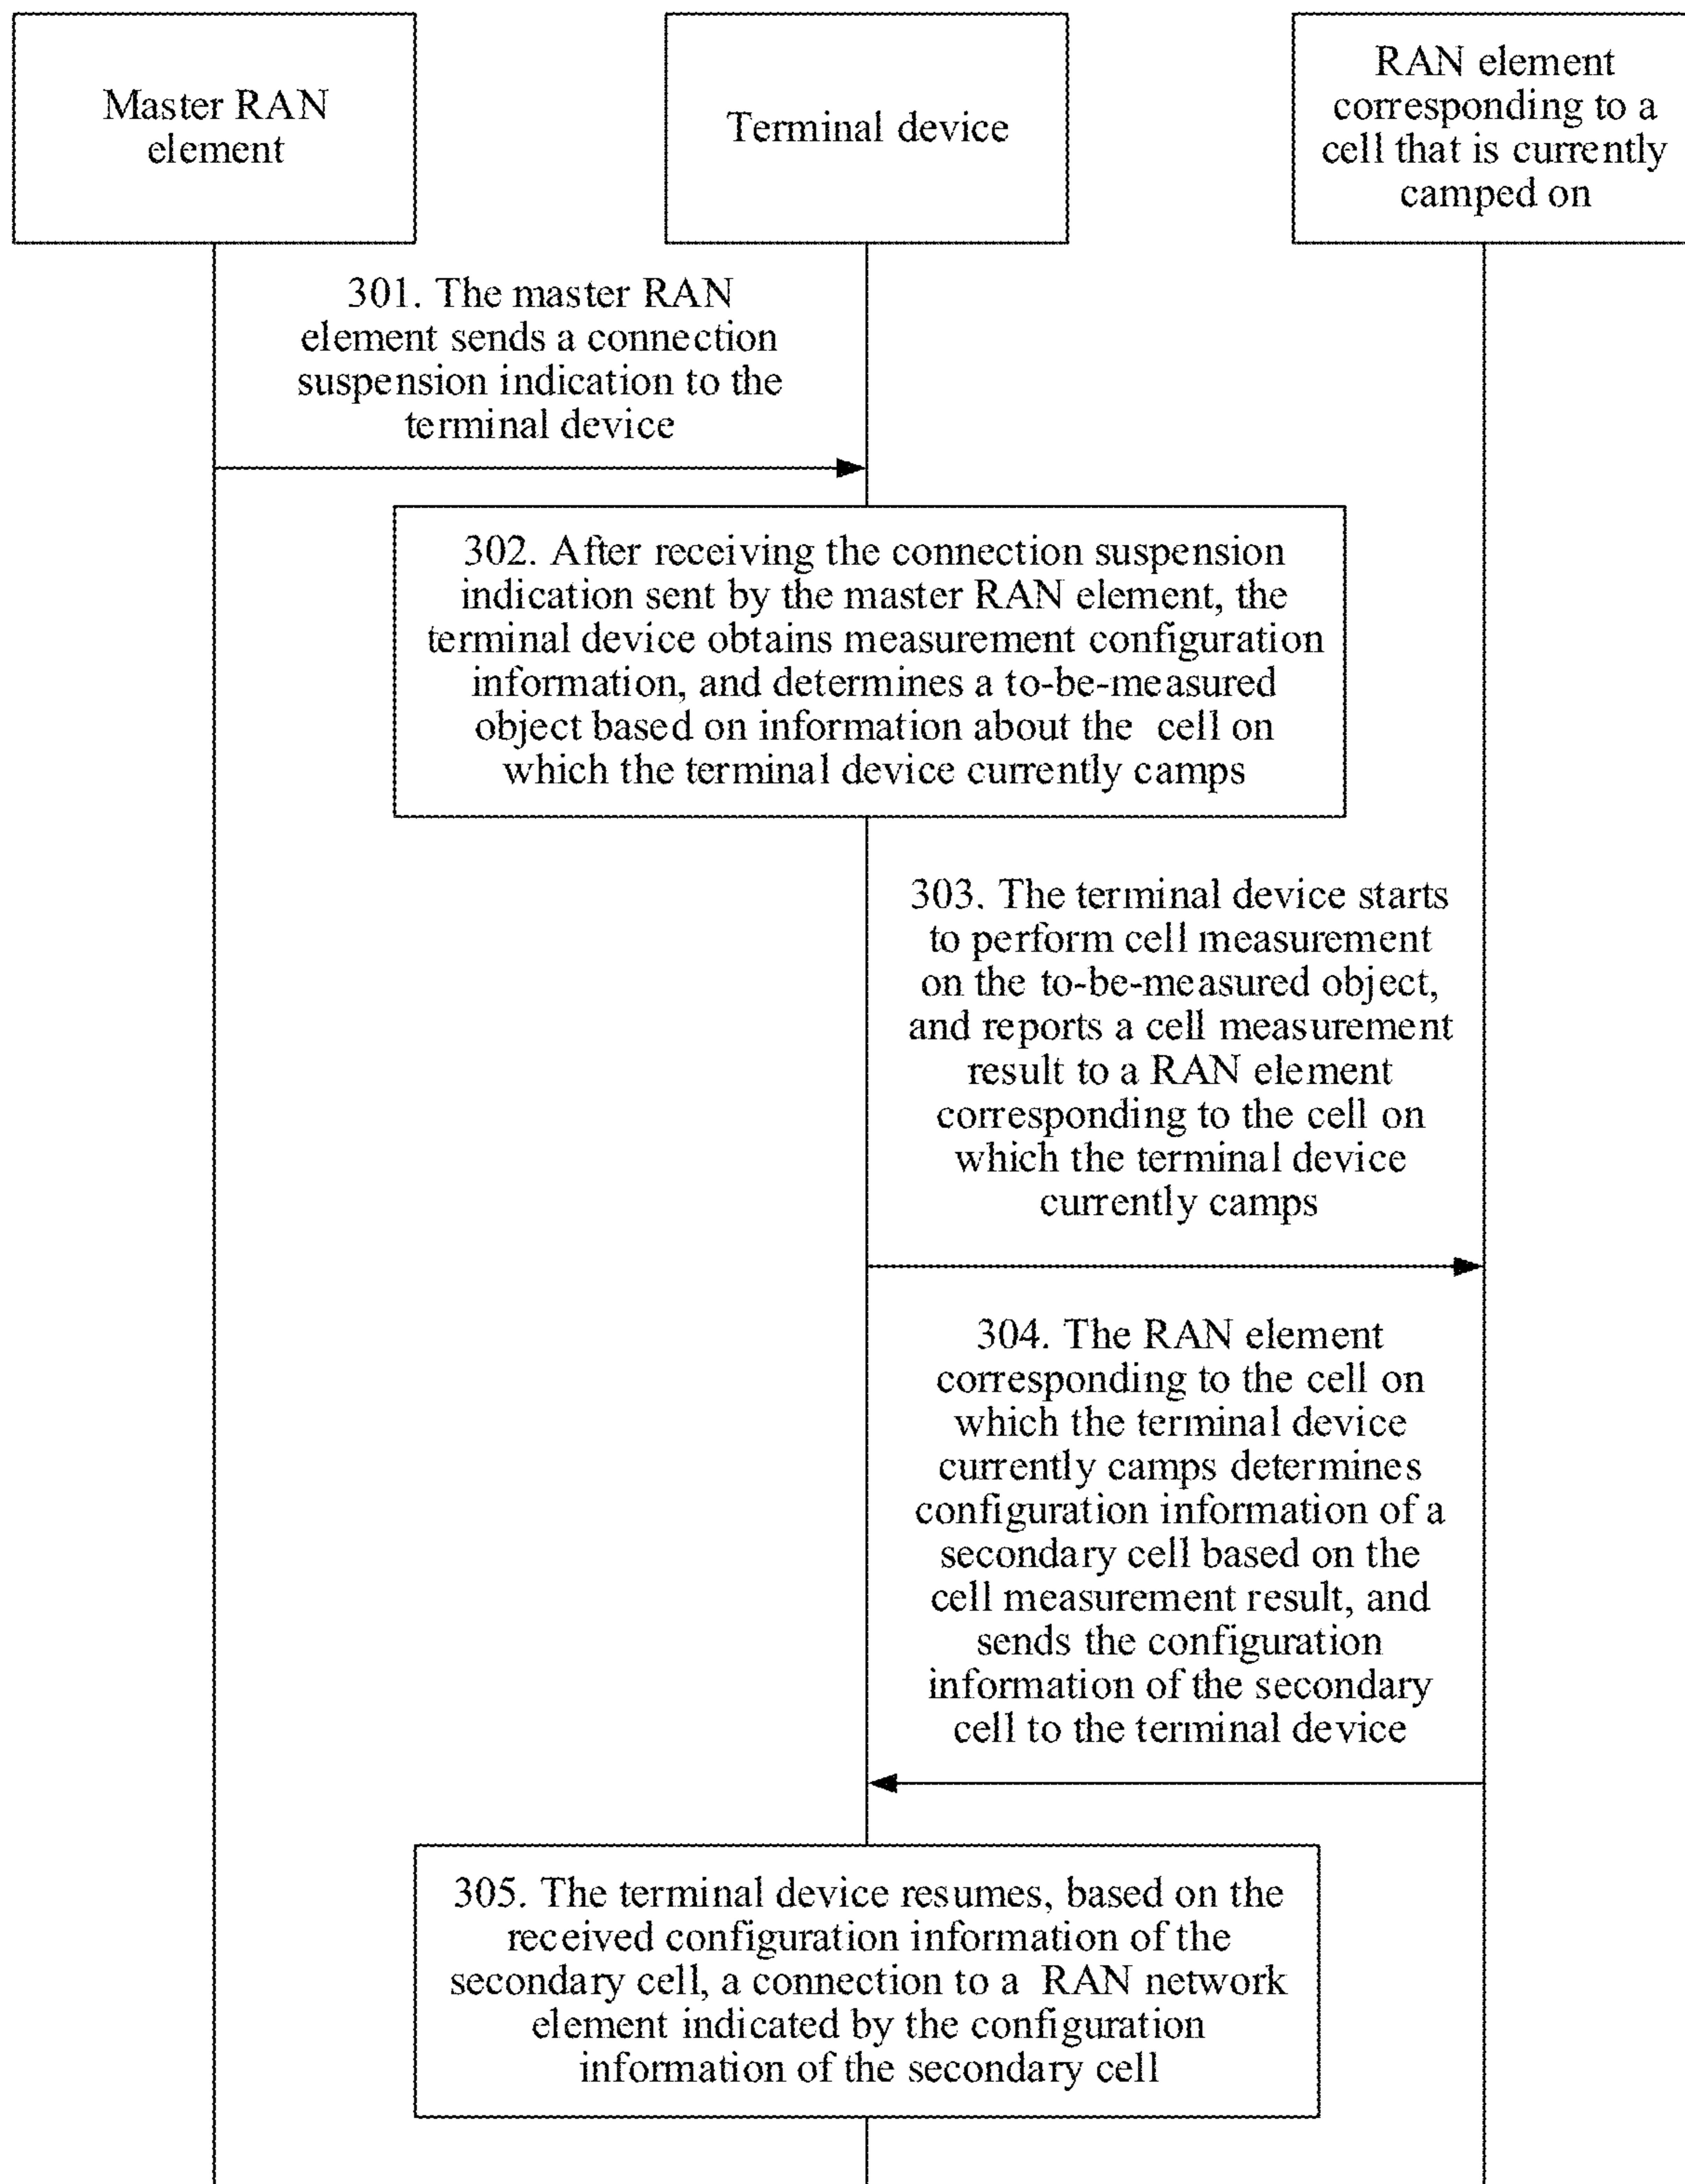 Master RAN
element
Terminal device
RAN element
corresponding to a
cell that is currently
camped on
301. The master RAN
element sends a connection
suspension indication to the
terminal device
302. After receiving the connection suspension
indication sent by the master RAN element, the
terminal device obtains measurement configuration
information, and determines a to-be-measured
object based on information about the cell on
which the terminal device currently camps
303. The terminal device starts
to perform cell measurement
on the to-be-measured object,
and reports a cell measurement
result to a RAN element
corresponding to the cell on
which the terminal device
currently camps
304. The RAN element
corresponding to the cell on
which the terminal device
currently camps determines
configuration information of a
secondary cell based on the
cell measurement result, and
sends the configuration
information of the secondary
cell to the terminal device
305. The terminal device resumes, based on the
received configuration information of the
secondary cell, a connection to a RAN network
element indicated by the configuration
information of the secondary cell